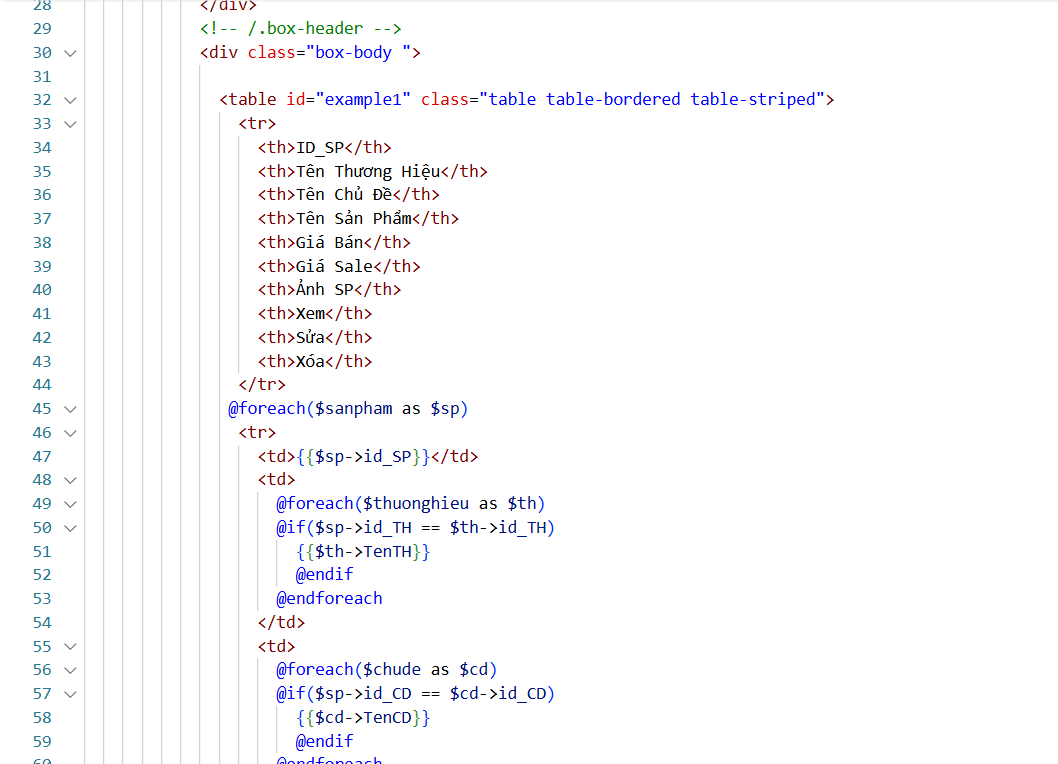 28 </div>
29 <!-- /.box-header -->
30 <div class="box-body ">
31
32 <table id="example1" class="table table-bordered table-striped">
33 <tr>
34 <th>ID_SP</th>
35 <th>Tên Thương Hiệu</th>
36 <th>Tên Chủ Đề</th>
37 <th>Tên Sản Phẩm</th>
38 <th>Giá Bán</th>
39 <th>Giá Sale</th>
40 <th>Ảnh SP</th>
41 <th>Xem</th>
42 <th>Sửa</th>
43 <th>Xóa</th>
44 </tr>
45 @foreach($sanpham as $sp)
46 <tr>
47 <td>{{$sp->id_SP}}</td>
48 <td>
49 @foreach($thuonghieu as $th)
50 @if($sp->id_TH == $th->id_TH)
51 {{$th->TenTH}}
52 @endif
53 @endforeach
54 </td>
55 <td>
56 @foreach($chude as $cd)
57 @if($sp->id_CD == $cd->id_CD)
58 {{$cd->TenCD}}
59 @endif
60 @endforeach